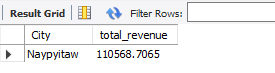 Result Grid Filter Rows:
City total_revenue
Naypyitaw 110568.7065